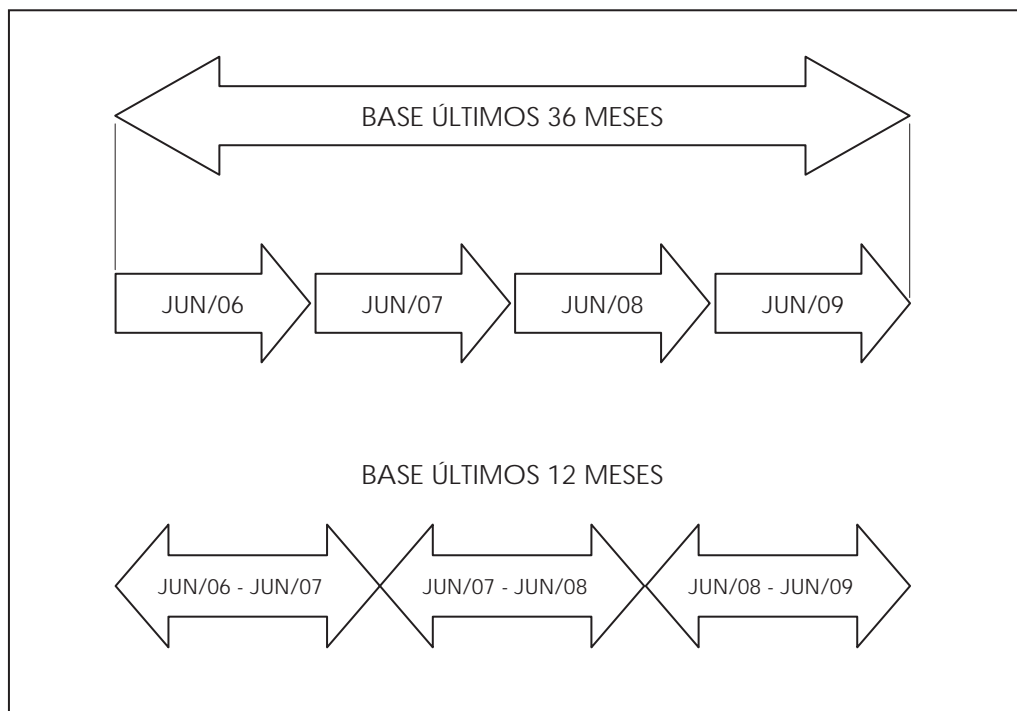 BASE ÚLTIMOS 36 MESES
JUN/06
JUN/07
JUN/08
JUN/09
BASE ÚLTIMOS 12 MESES
JUN/06 - JUN/07
JUN/07 - JUN/08
JUN/08 - JUN/09